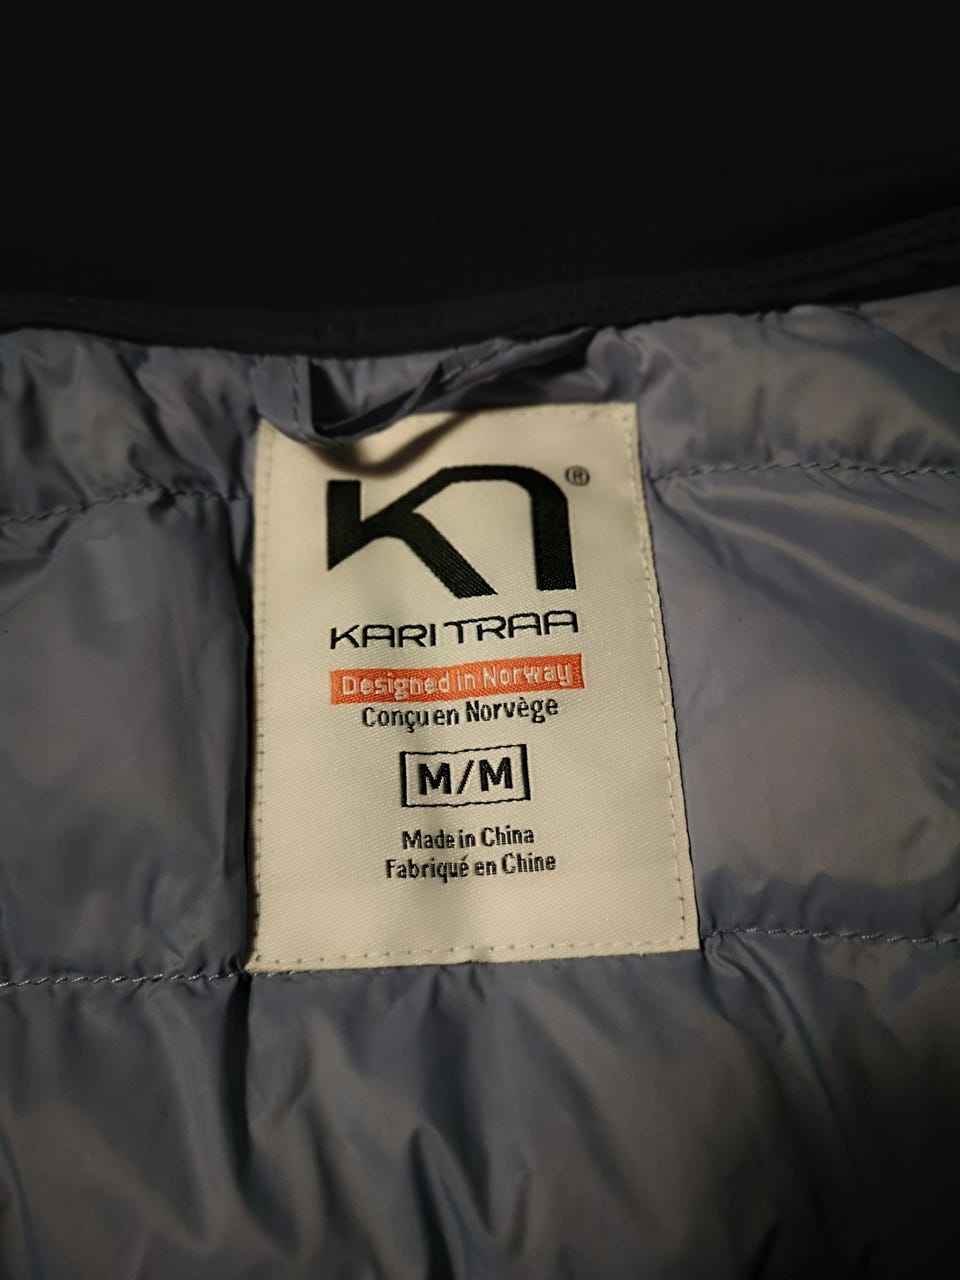 ®
KARI TRAA
Designed in Norway
Conçu en Norvège
M/M
Made in China
Fabriqué en Chine